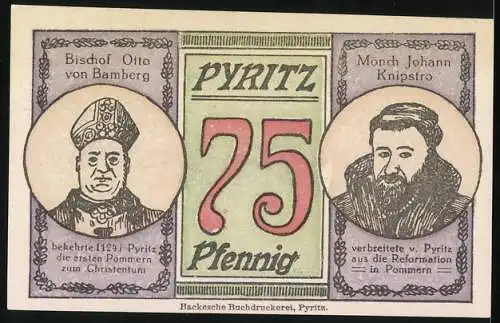 Bischof Otto
von Bamberg
bekehrte 1124 i Pyritz
die ersten Pommern
zum Christentum
PYRITZ
75
Pfennig
Mönch Johann
Knipstro
verbreitete v. Pyritz
aus die Reformation
in Pommern
Backesche Buchdruckerei, Pyritz.